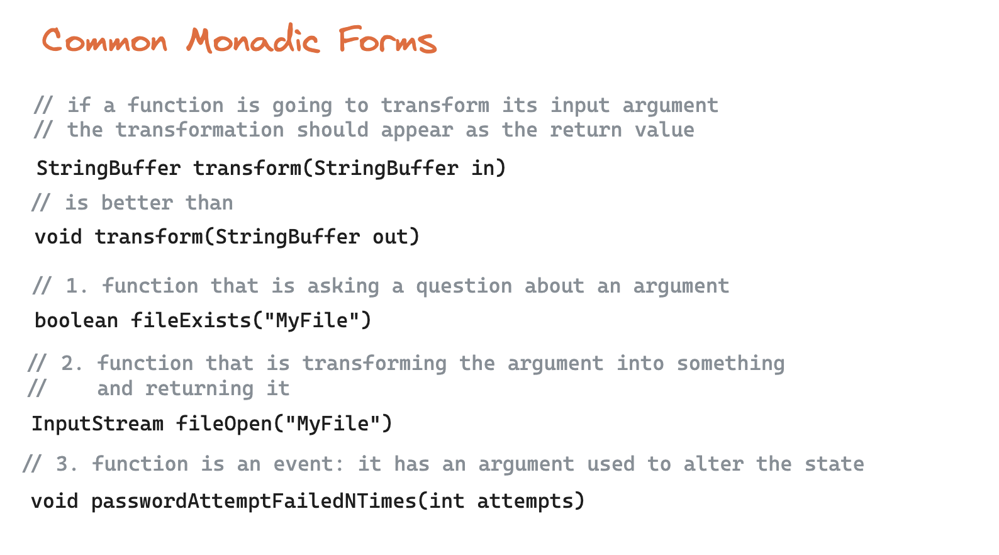 Common Monadic Forms
// if a function is going to transform its input argument
// the transformation should appear as the return value
StringBuffer transform(StringBuffer in)
// is better than
void transform(StringBuffer out)
// 1. function that is asking a question about an argument
boolean fileExists("MyFile")
// 2. function that is transforming the argument into something
//    and returning it
InputStream fileOpen("MyFile")
// 3. function is an event: it has an argument used to alter the state
void passwordAttemptFailedNTimes(int attempts)